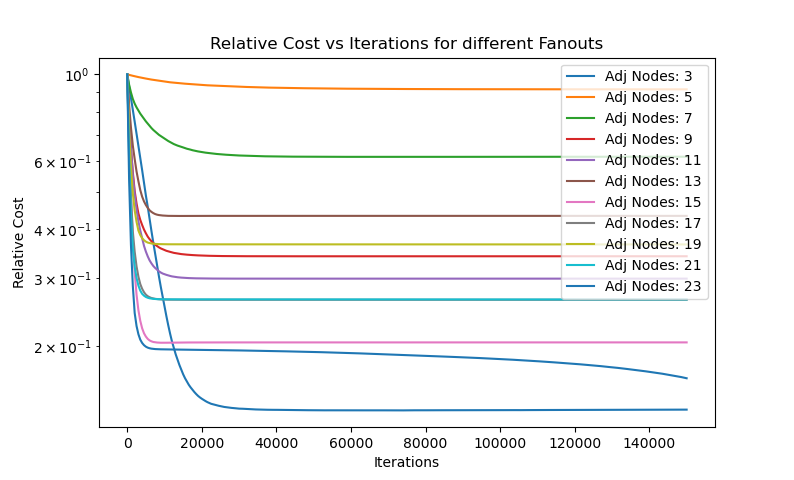 Relative Cost vs Iterations for different Fanouts
Relative Cost
10⁰
6 × 10⁻¹
4 × 10⁻¹
3 × 10⁻¹
2 × 10⁻¹
Adj Nodes: 3
Adj Nodes: 5
Adj Nodes: 7
Adj Nodes: 9
Adj Nodes: 11
Adj Nodes: 13
Adj Nodes: 15
Adj Nodes: 17
Adj Nodes: 19
Adj Nodes: 21
Adj Nodes: 23
0 20000 40000 60000 80000 100000 120000 140000
Iterations